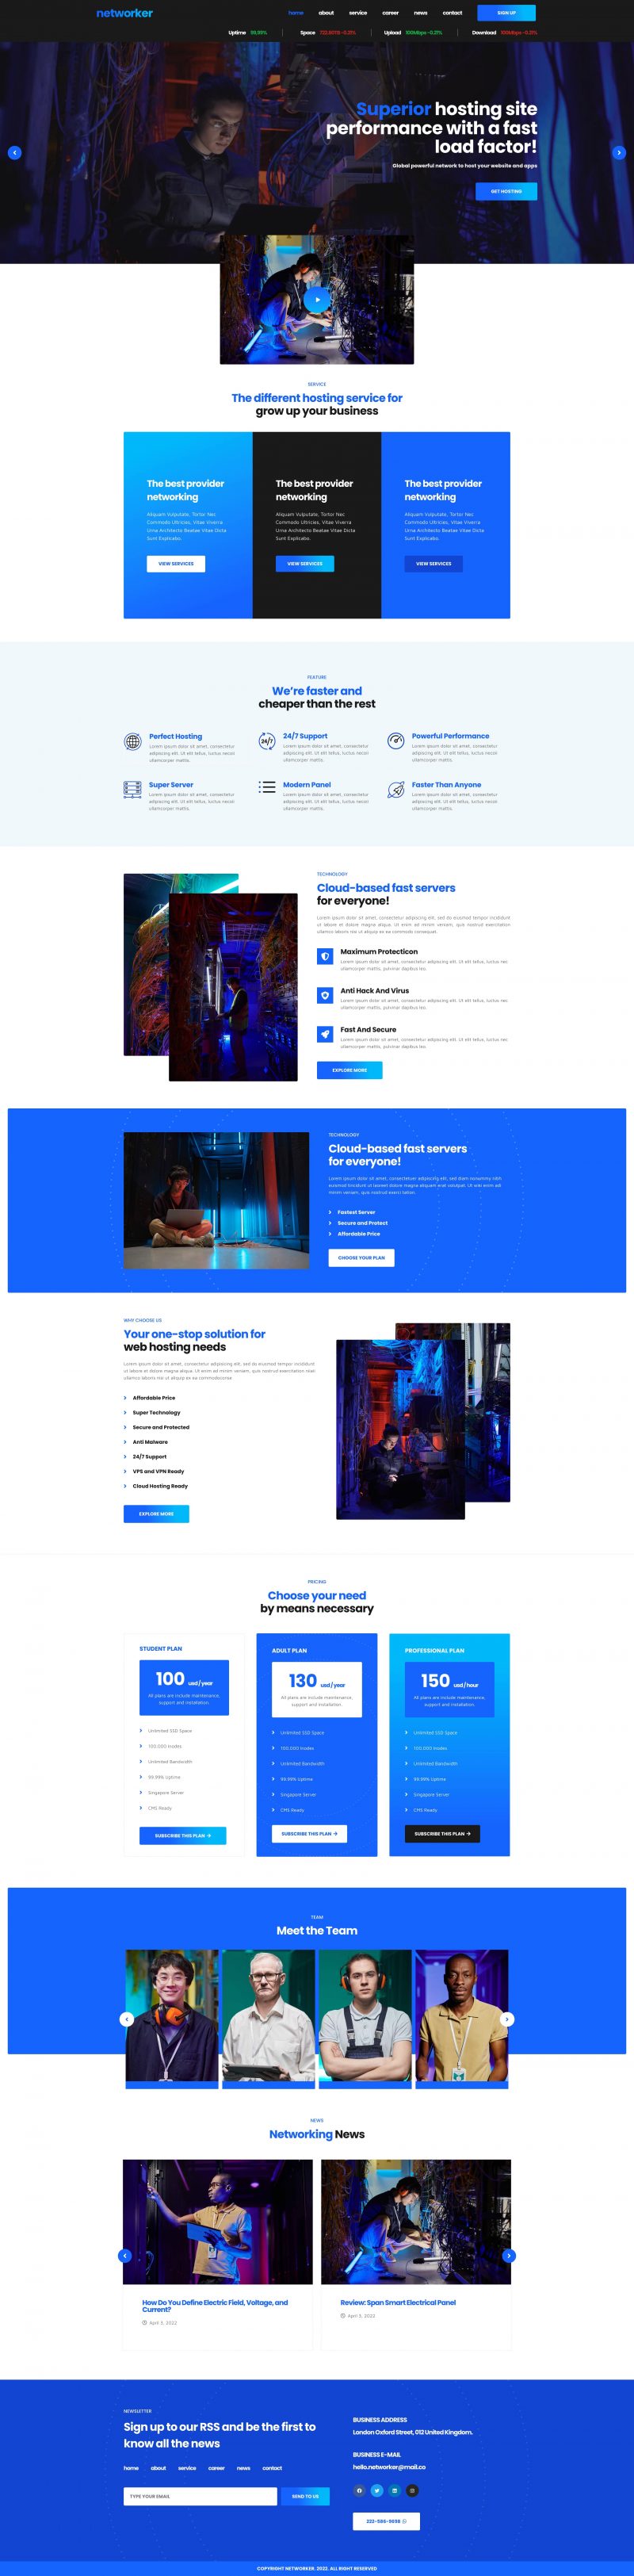 networker
home about service career news contact SIGN UP
Uptime 99,99% Space 722,90TB -0.21% Upload 100Mbps -0.21% Download 100Mbps -0.21%
Superior hosting site
performance with a fast
load factor!
Global powerful network to host your website and apps
GET HOSTING
SERVICE
The different hosting service for
grow up your business
The best provider
networking
Aliquam Vulputate, Tortor Nec
Commodo Ultricies, Vitae Viverra
Urna Architecto Beatae Vitae Dicta
Sunt Explicabo.
VIEW SERVICES
The best provider
networking
Aliquam Vulputate, Tortor Nec
Commodo Ultricies, Vitae Viverra
Urna Architecto Beatae Vitae Dicta
Sunt Explicabo.
VIEW SERVICES
The best provider
networking
Aliquam Vulputate, Tortor Nec
Commodo Ultricies, Vitae Viverra
Urna Architecto Beatae Vitae Dicta
Sunt Explicabo.
VIEW SERVICES
FEATURE
We're faster and
cheaper than the rest
Perfect Hosting
Lorem ipsum dolor sit amet, consectetur
adipiscing elit. Ut elit tellus, luctus necoli
ullamcorper mattis.
24/7
24/7 Support
Lorem ipsum dolor sit amet, consectetur
adipiscing elit. Ut elit tellus, luctus necoli
ullamcorper mattis.
Powerful Performance
Lorem ipsum dolor sit amet, consectetur
adipiscing elit. Ut elit tellus, luctus necoli
ullamcorper mattis.
Super Server
Lorem ipsum dolor sit amet, consectetur
adipiscing elit. Ut elit tellus, luctus necoli
ullamcorper mattis.
Modern Panel
Lorem ipsum dolor sit amet, consectetur
adipiscing elit. Ut elit tellus, luctus necoli
ullamcorper mattis.
Faster Than Anyone
Lorem ipsum dolor sit amet, consectetur
adipiscing elit. Ut elit tellus, luctus necoli
ullamcorper mattis.
TECHNOLOGY
Cloud-based fast servers
for everyone!
Lorem ipsum dolor sit amet, consectetur adipiscing elit, sed do eiusmod tempor incididunt
ut labore et dolore magna aliqua. Ut enim ad minim veniam, quis nostrud exercitation
ullamco laboris nisi ut aliquip ex ea commodo consequat.
Maximum Protecticon
Lorem ipsum dolor sit amet, consectetur adipiscing elit. Ut elit tellus, luctus nec
ullamcorper mattis, pulvinar dapibus leo.
Anti Hack And Virus
Lorem ipsum dolor sit amet, consectetur adipiscing elit. Ut elit tellus, luctus nec
ullamcorper mattis, pulvinar dapibus leo.
Fast And Secure
Lorem ipsum dolor sit amet, consectetur adipiscing elit. Ut elit tellus, luctus nec
ullamcorper mattis, pulvinar dapibus leo.
EXPLORE MORE
TECHNOLOGY
Cloud-based fast servers
for everyone!
Lorem ipsum dolor sit amet, consectetuer adipiscing elit, sed diam nonummy nibh
euismod tincidunt ut laoreet dolore magna aliquam erat volutpat. Ut wisi enim ad
minim veniam, quis nostrud exerci tation.
Fastest Server
Secure and Protect
Affordable Price
CHOOSE YOUR PLAN
WHY CHOOSE US
Your one-stop solution for
web hosting needs
Lorem ipsum dolor sit amet, consectetur adipiscing elit, sed do eiusmod tempor incididunt
ut labore et dolore magna aliqua. Ut enim ad minim veniam, quis nostrud exercitation
ullamco laboris nisi ut aliquip ex ea
Affordable Price
Super Technology
Secure and Protected
Anti Malware
24/7 Support
VPS and VPN Ready
Cloud Hosting Ready
EXPLORE MORE
PRICING
Choose your need
by means necessary
STUDENT PLAN
100 usd/year
All plans are include maintenance,
support and installation.
Unlimited SSD Space
100.000 Inodes
Unlimited Bandwidth
99.99% Uptime
Singapore Server
CMS Ready
SUBSCRIBE THIS PLAN
ADULT PLAN
130 usd/year
All plans are include maintenance,
support and installation.
Unlimited SSD Space
100.000 Inodes
Unlimited Bandwidth
99.99% Uptime
Singapore Server
CMS Ready
SUBSCRIBE THIS PLAN
PROFESSIONAL PLAN
150 usd/hour
All plans are include maintenance,
support and installation.
Unlimited SSD Space
100.000 Inodes
Unlimited Bandwidth
99.99% Uptime
Singapore Server
CMS Ready
SUBSCRIBE THIS PLAN
TEAM
Meet the Team
NEWS
Networking News
How Do You Define Electric Field, Voltage, and
Current?
April 3, 2022
Review: Span Smart Electrical Panel
April 3, 2022
NEWSLETTER
Sign up to our RSS and be the first to
know all the news
home about service career news contact
TYPE YOUR EMAIL
SEND TO US
BUSINESS ADDRESS
London Oxford Street, 012 United Kingdom.
BUSINESS E-MAIL
hello.networker@mail.co
222-506-9038
COPYRIGHT NETWORKER. 2022. ALL RIGHT RESERVED